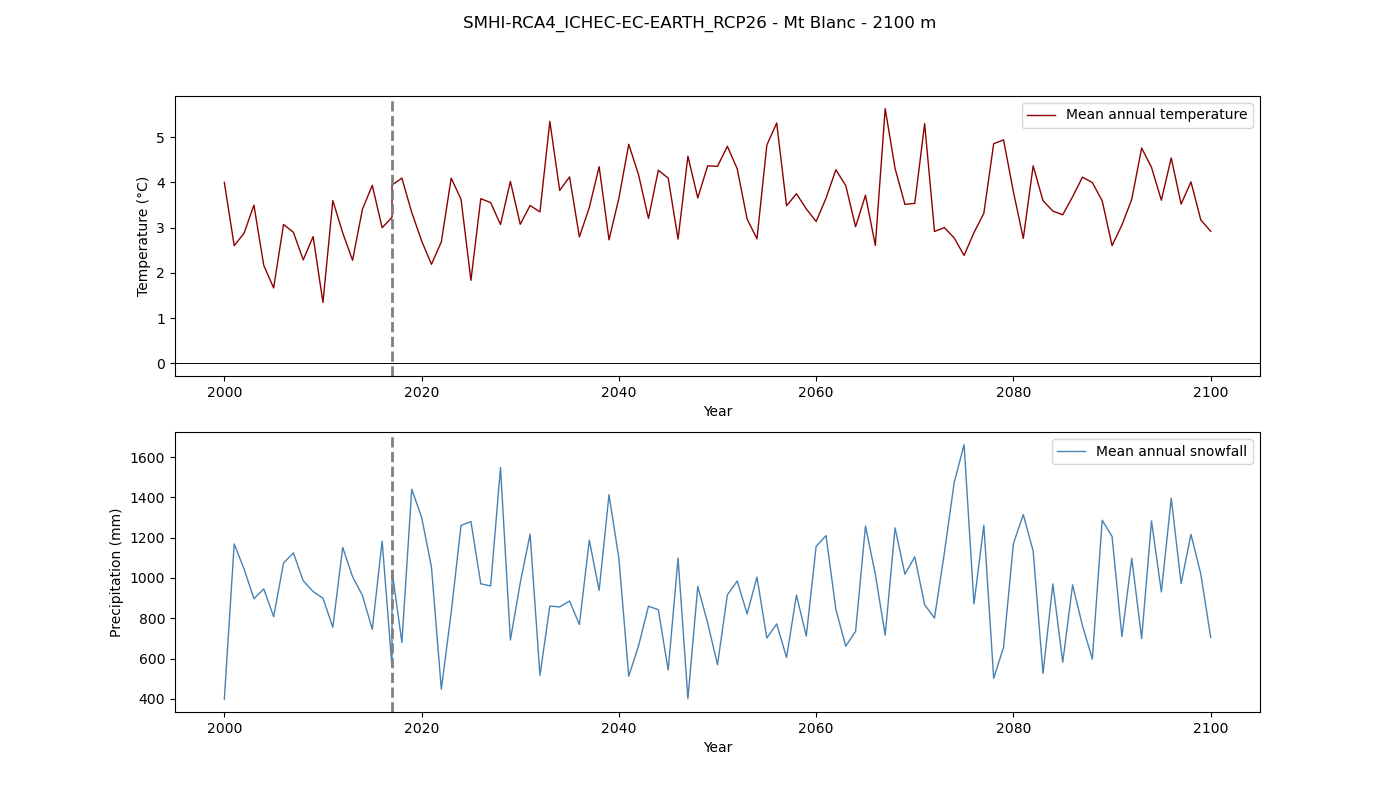 SMHI-RCA4_ICHEC-EC-EARTH_RCP26 - Mt Blanc - 2100 m
Mean annual temperature
Temperature (°C)
5
4
3
2
1
0
2000 2020 2040 2060 2080 2100
Year
Mean annual snowfall
Precipitation (mm)
1600
1400
1200
1000
800
600
400
2000 2020 2040 2060 2080 2100
Year